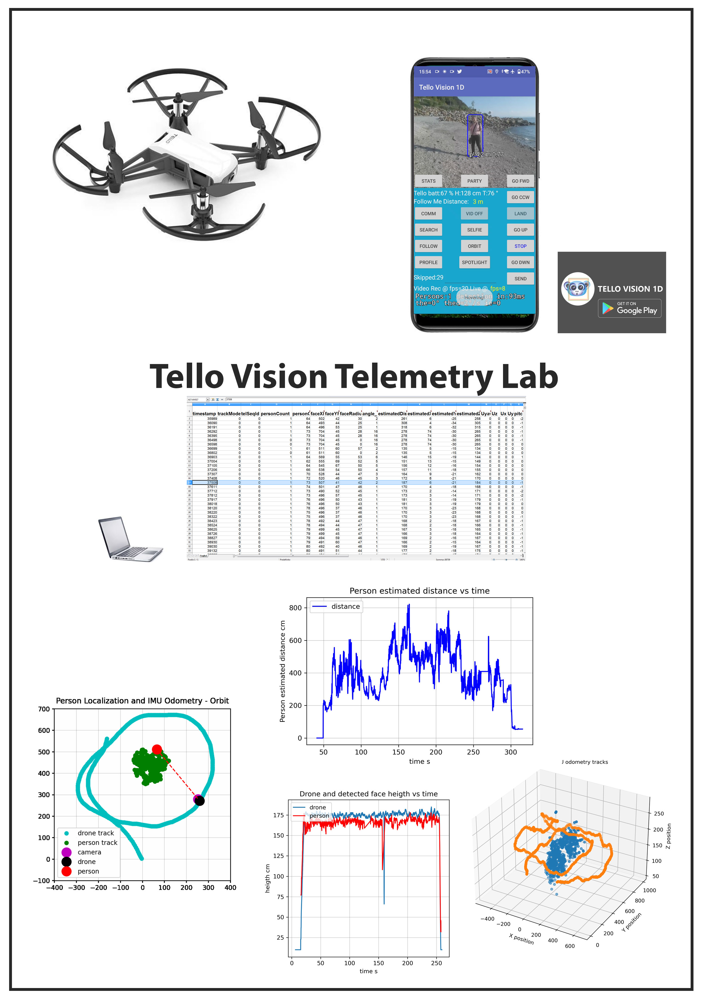 TELLO
15:54 47%
Tello Vision 1D
p! 4,2 m 0,77
STATS PARTY GO FWD
Tello batt:67 % H:128 cm T:76 °
GO CCW
Follow Me Distance: 3 m
COMM VID OFF LAND
SEARCH SELFIE GO UP
FOLLOW ORBIT STOP
PROFILE SPOTLIGHT GO DWN
Skipped:29 SEND
Video Rec @ fps=30 Live @ fps=8
Persons:1 detection in:93ms
Hovering!
the=0° thed=2°/s ie=0
TELLO VISION 1D
GET IT ON
Google Play
Tello Vision Telemetry Lab
A17:AMJ17 37508
A B C D E F G H I J K L M N O P Q R
1 timestamp trackMode telSeqId personCount person faceX faceY faceRadiu angle_ estimatedDis estimatedX estimatedY estimatedZ Uya Uz Ux Uy pitc
2 35989 0 0 1 64 502 42 30 2 261 6 -25 258 0 0 0 0 -2
3 36090 0 0 1 64 493 44 25 1 308 4 -34 305 0 0 0 0 -1
4 36191 0 0 1 64 496 53 25 1 318 6 -32 315 0 0 0 0 -1
5 36292 0 0 1 73 704 45 28 16 278 74 -30 265 0 0 0 0 -1
6 36395 0 0 1 73 704 45 28 16 278 74 -30 265 0 0 0 0 -1
7 36498 0 0 0 73 704 45 0 16 278 74 -30 265 0 0 0 0 -1
8 36598 0 0 0 73 704 45 0 16 278 74 -30 265 0 0 0 0 0
9 36699 0 0 1 61 511 60 57 2 135 5 -15 134 0 0 0 0 0
10 36802 0 0 0 61 511 60 0 2 135 5 -15 134 0 0 0 0 0
11 36903 0 0 1 64 569 55 53 6 146 15 -19 144 0 0 0 0 1
12 37004 0 0 1 62 555 69 52 5 151 13 -15 149 0 0 0 0 0
13 37105 0 0 1 64 545 67 50 5 156 12 -16 154 0 0 0 0 0
14 37206 0 0 1 66 538 54 50 4 157 11 -18 155 0 0 0 0 0
15 37307 0 0 1 70 528 44 47 3 164 9 -21 162 0 0 0 0 0
16 37408 0 0 1 72 520 46 45 3 172 8 -21 170 0 0 0 0 0
17 37508 0 0 1 73 507 41 42 2 187 6 -21 184 0 0 0 0 -1
18 37611 0 0 1 74 501 47 46 1 170 4 -18 168 0 0 0 0 -1
19 37712 0 0 1 73 490 52 45 1 173 2 -14 171 0 0 0 0 -2
20 37812 0 0 1 73 496 57 45 1 173 3 -14 171 0 0 0 0 -2
21 37917 0 0 1 76 496 50 43 1 181 3 -19 179 0 0 0 0 -1
22 38018 0 0 1 76 496 50 43 1 181 3 -19 179 0 0 0 0 0
23 38120 0 0 1 78 496 37 46 1 170 3 -23 168 0 0 0 0 0
24 38220 0 0 1 75 496 37 46 1 170 3 -23 168 0 0 0 0 0
25 38322 0 0 1 75 496 37 46 1 170 3 -23 168 0 0 0 0 -1
26 38423 0 0 1 78 492 44 47 1 168 2 -18 167 0 0 0 0 -1
27 38524 0 0 1 78 494 44 47 1 168 2 -18 166 0 0 0 0 -1
28 38625 0 0 1 79 499 45 47 1 167 3 -18 165 0 0 0 0 -1
29 38726 0 0 1 79 499 45 47 1 166 3 -18 164 0 0 0 0 -1
30 38827 0 0 1 79 494 59 46 1 169 2 -16 167 0 0 0 0 -1
31 38930 0 0 1 79 491 60 47 1 166 2 -15 164 0 0 0 0 -1
32 39030 0 0 1 80 492 40 46 1 169 2 -19 167 0 0 0 0 -1
33 39132 0 0 1 80 491 51 44 1 177 2 -18 175 0 0 0 0 -1
Foglio1
Foglio 1 / 1 Predefinito STD * Somma=38739 140%
Person estimated distance vs time
distance
Person estimated distance cm
800
600
400
200
0
50 100 150 200 250 300
time s
Person Localization and IMU Odometry - Orbit
700
600
500
400
300
200
100
0
−100
drone track
person track
camera
drone
person
−400 −300 −200 −100 0 100 200 300 400
Drone and detected face heigth vs time
drone
person
heigth cm
175
150
125
100
75
50
25
0 50 100 150 200 250
time s
J odometry tracks
250
200
150
100
50
Z position
1000
800
600
400
200
0
Y position
−400 −200 0 200 400 600
X position